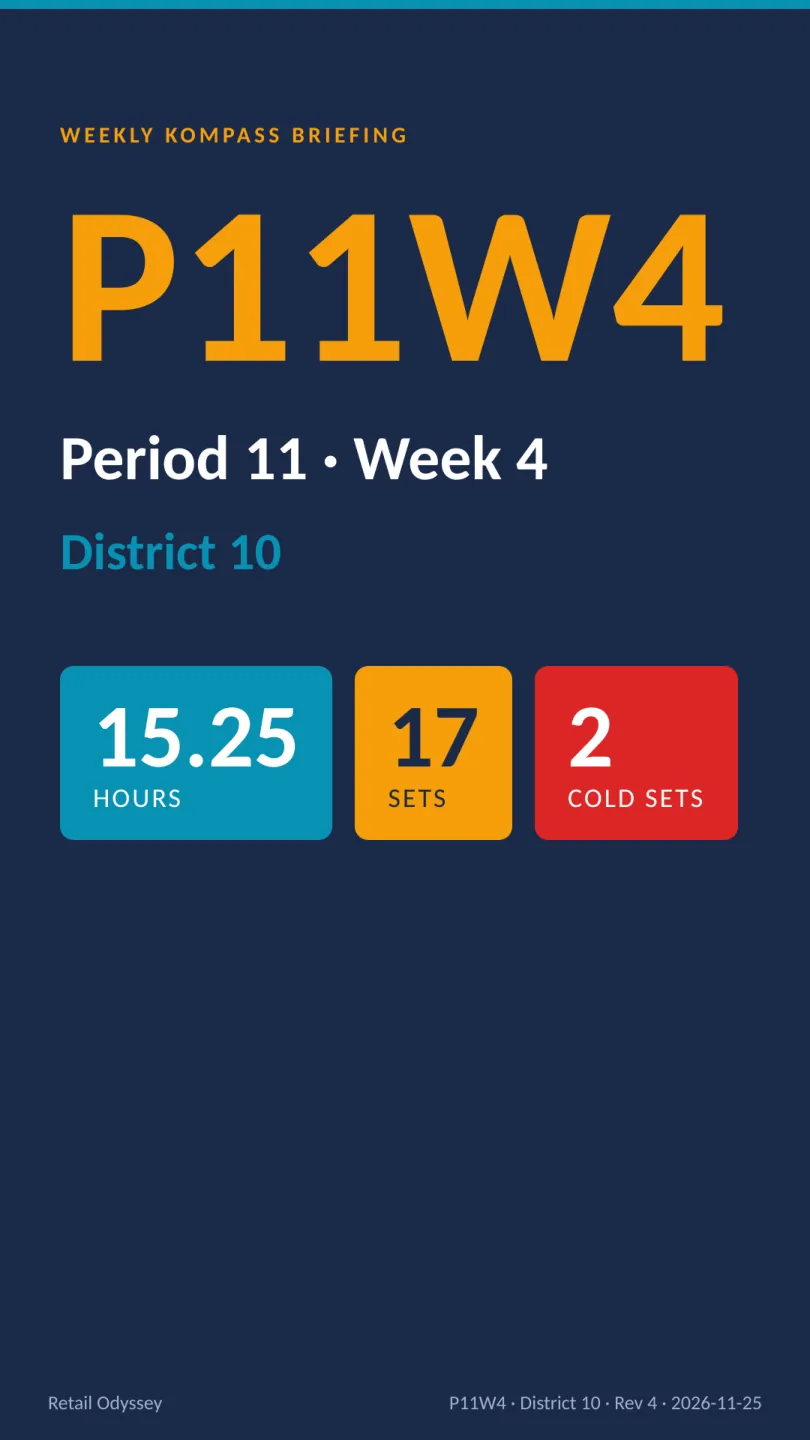 WEEKLY KOMPASS BRIEFING
P11W4
Period 11 · Week 4
District 10
15.25
HOURS
17
SETS
2
COLD SETS
Retail Odyssey
P11W4 · District 10 · Rev 4 · 2026-11-25